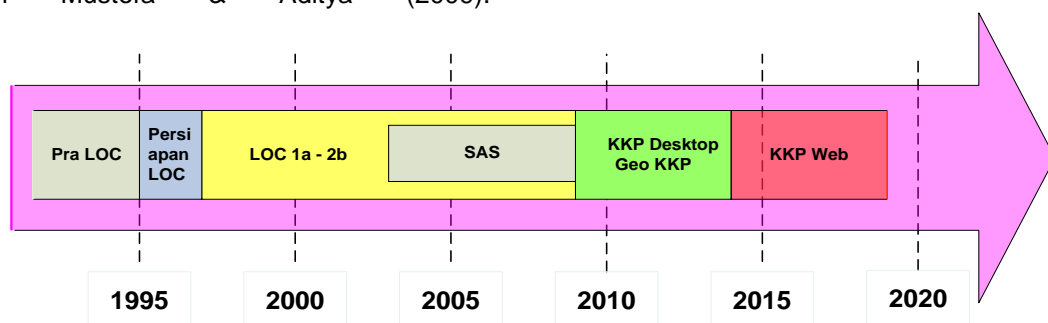 Mustofa & Aditya (2006).
Pra LOC
Persi
apan
LOC
LOC 1a - 2b
SAS
KKP Desktop
Geo KKP
KKP Web
1995
2000
2005
2010
2015
2020